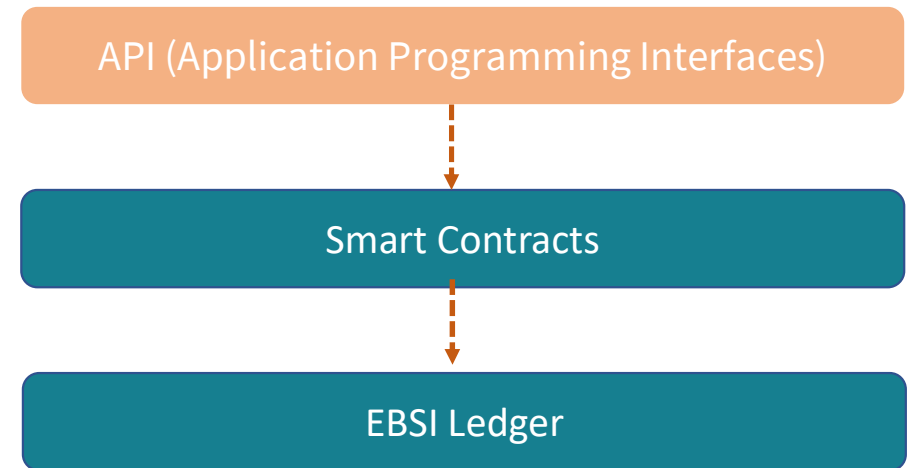 API (Application Programming Interfaces)
Smart Contracts
EBSI Ledger